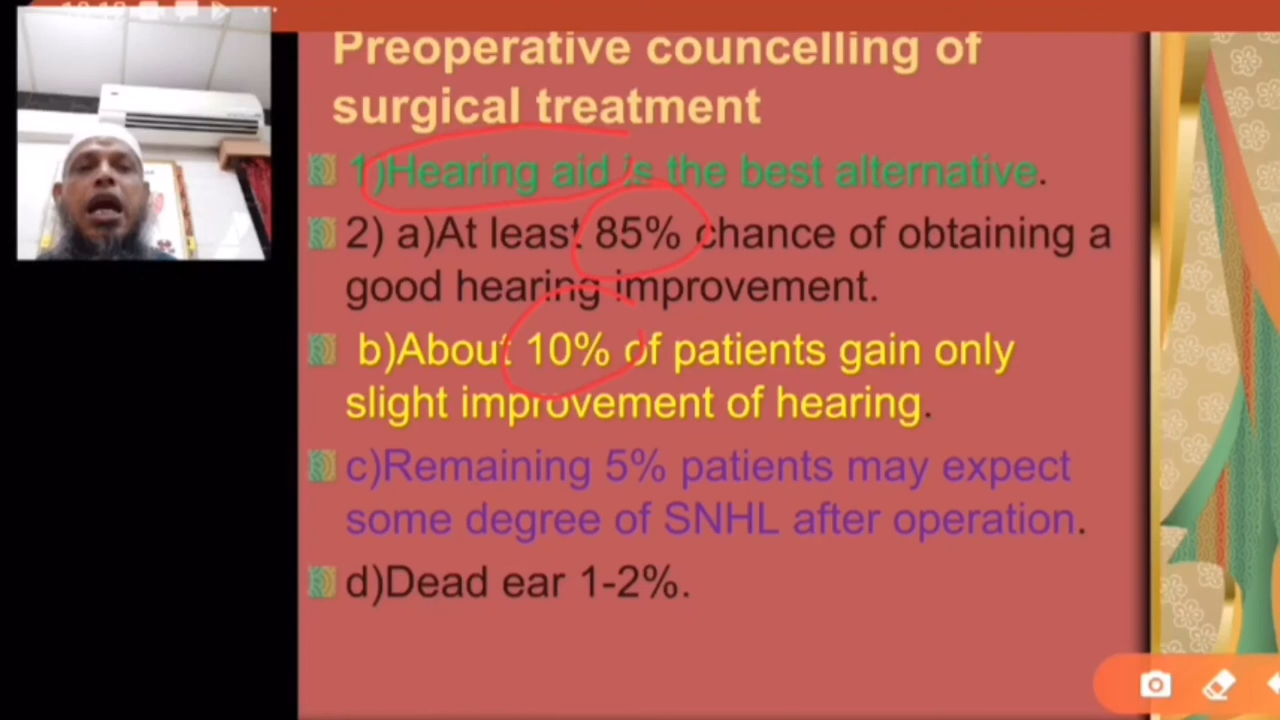 Preoperative councelling of
surgical treatment
1)Hearing aid is the best alternative.
2) a)At least 85% chance of obtaining a
good hearing improvement.
b)About 10% of patients gain only
slight improvement of hearing.
c)Remaining 5% patients may expect
some degree of SNHL after operation.
d)Dead ear 1-2%.